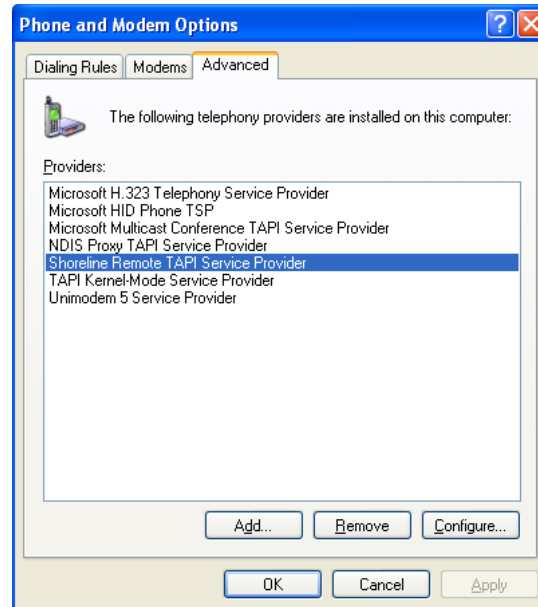 Phone and Modem Options
Dialing Rules Modems Advanced
The following telephony providers are installed on this computer:
Providers:
Microsoft H.323 Telephony Service Provider
Microsoft HID Phone TSP
Microsoft Multicast Conference TAPI Service Provider
NDIS Proxy TAPI Service Provider
Shoreline Remote TAPI Service Provider
TAPI Kernel-Mode Service Provider
Unimodem 5 Service Provider
Add... Remove Configure...
OK Cancel Apply